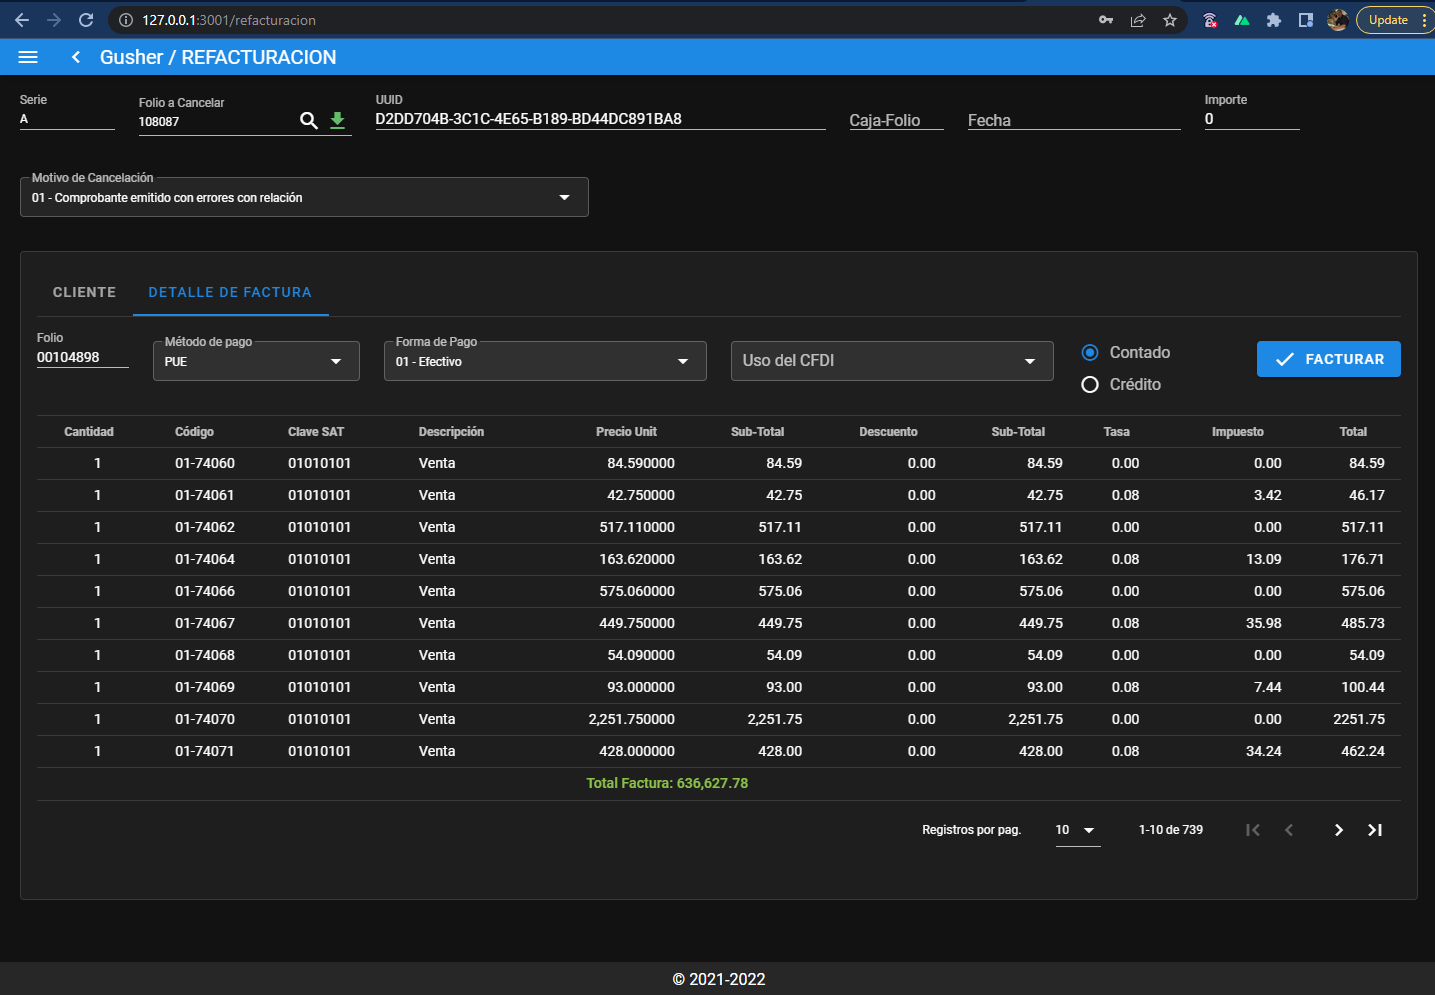 127.0.0.1:3001/refacturacion
Update
Gusher / REFACTURACION
Serie
A
Folio a Cancelar
108087
UUID
D2DD704B-3C1C-4E65-B189-BD44DC891BA8
Caja-Folio
Fecha
Importe
0
Motivo de Cancelación
01 - Comprobante emitido con errores con relación
CLIENTE DETALLE DE FACTURA
Folio
00104898
Método de pago
PUE
Forma de Pago
01 - Efectivo
Uso del CFDI
Contado
Crédito
FACTURAR
Cantidad Código Clave SAT Descripción Precio Unit Sub-Total Descuento Sub-Total Tasa Impuesto Total
1 01-74060 01010101 Venta 84.590000 84.59 0.00 84.59 0.00 0.00 84.59
1 01-74061 01010101 Venta 42.750000 42.75 0.00 42.75 0.08 3.42 46.17
1 01-74062 01010101 Venta 517.110000 517.11 0.00 517.11 0.00 0.00 517.11
1 01-74064 01010101 Venta 163.620000 163.62 0.00 163.62 0.08 13.09 176.71
1 01-74066 01010101 Venta 575.060000 575.06 0.00 575.06 0.00 0.00 575.06
1 01-74067 01010101 Venta 449.750000 449.75 0.00 449.75 0.08 35.98 485.73
1 01-74068 01010101 Venta 54.090000 54.09 0.00 54.09 0.00 0.00 54.09
1 01-74069 01010101 Venta 93.000000 93.00 0.00 93.00 0.08 7.44 100.44
1 01-74070 01010101 Venta 2,251.750000 2,251.75 0.00 2,251.75 0.00 0.00 2251.75
1 01-74071 01010101 Venta 428.000000 428.00 0.00 428.00 0.08 34.24 462.24
Total Factura: 636,627.78
Registros por pag. 10 1-10 de 739
© 2021-2022